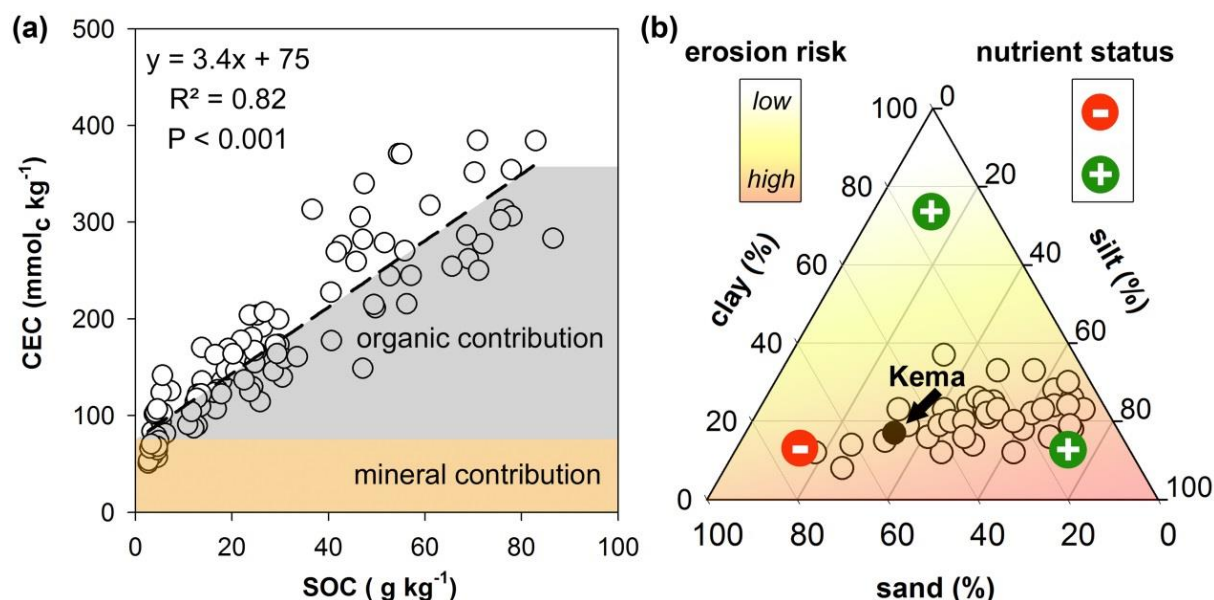 (a)
500
400
300
200
100
0
CEC (mmolc kg-1)
y = 3.4x + 75
R² = 0.82
P < 0.001
organic contribution
mineral contribution
0 20 40 60 80 100
SOC ( g kg-1)
(b)
erosion risk
low
high
nutrient status
-
+
100
80
60
40
20
0
clay (%)
0
20
40
60
80
100
silt (%)
+
Kema
-
+
100 80 60 40 20 0
sand (%)